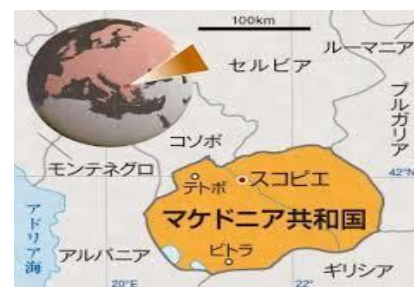 100km
ルーマニア
セルビア
ブルガリア
コソボ
モンテネグロ
42°N
テトボ
スコピエ
マケドニア共和国
アドリア海
アルバニア
ビトラ
ギリシア
20°E
22°